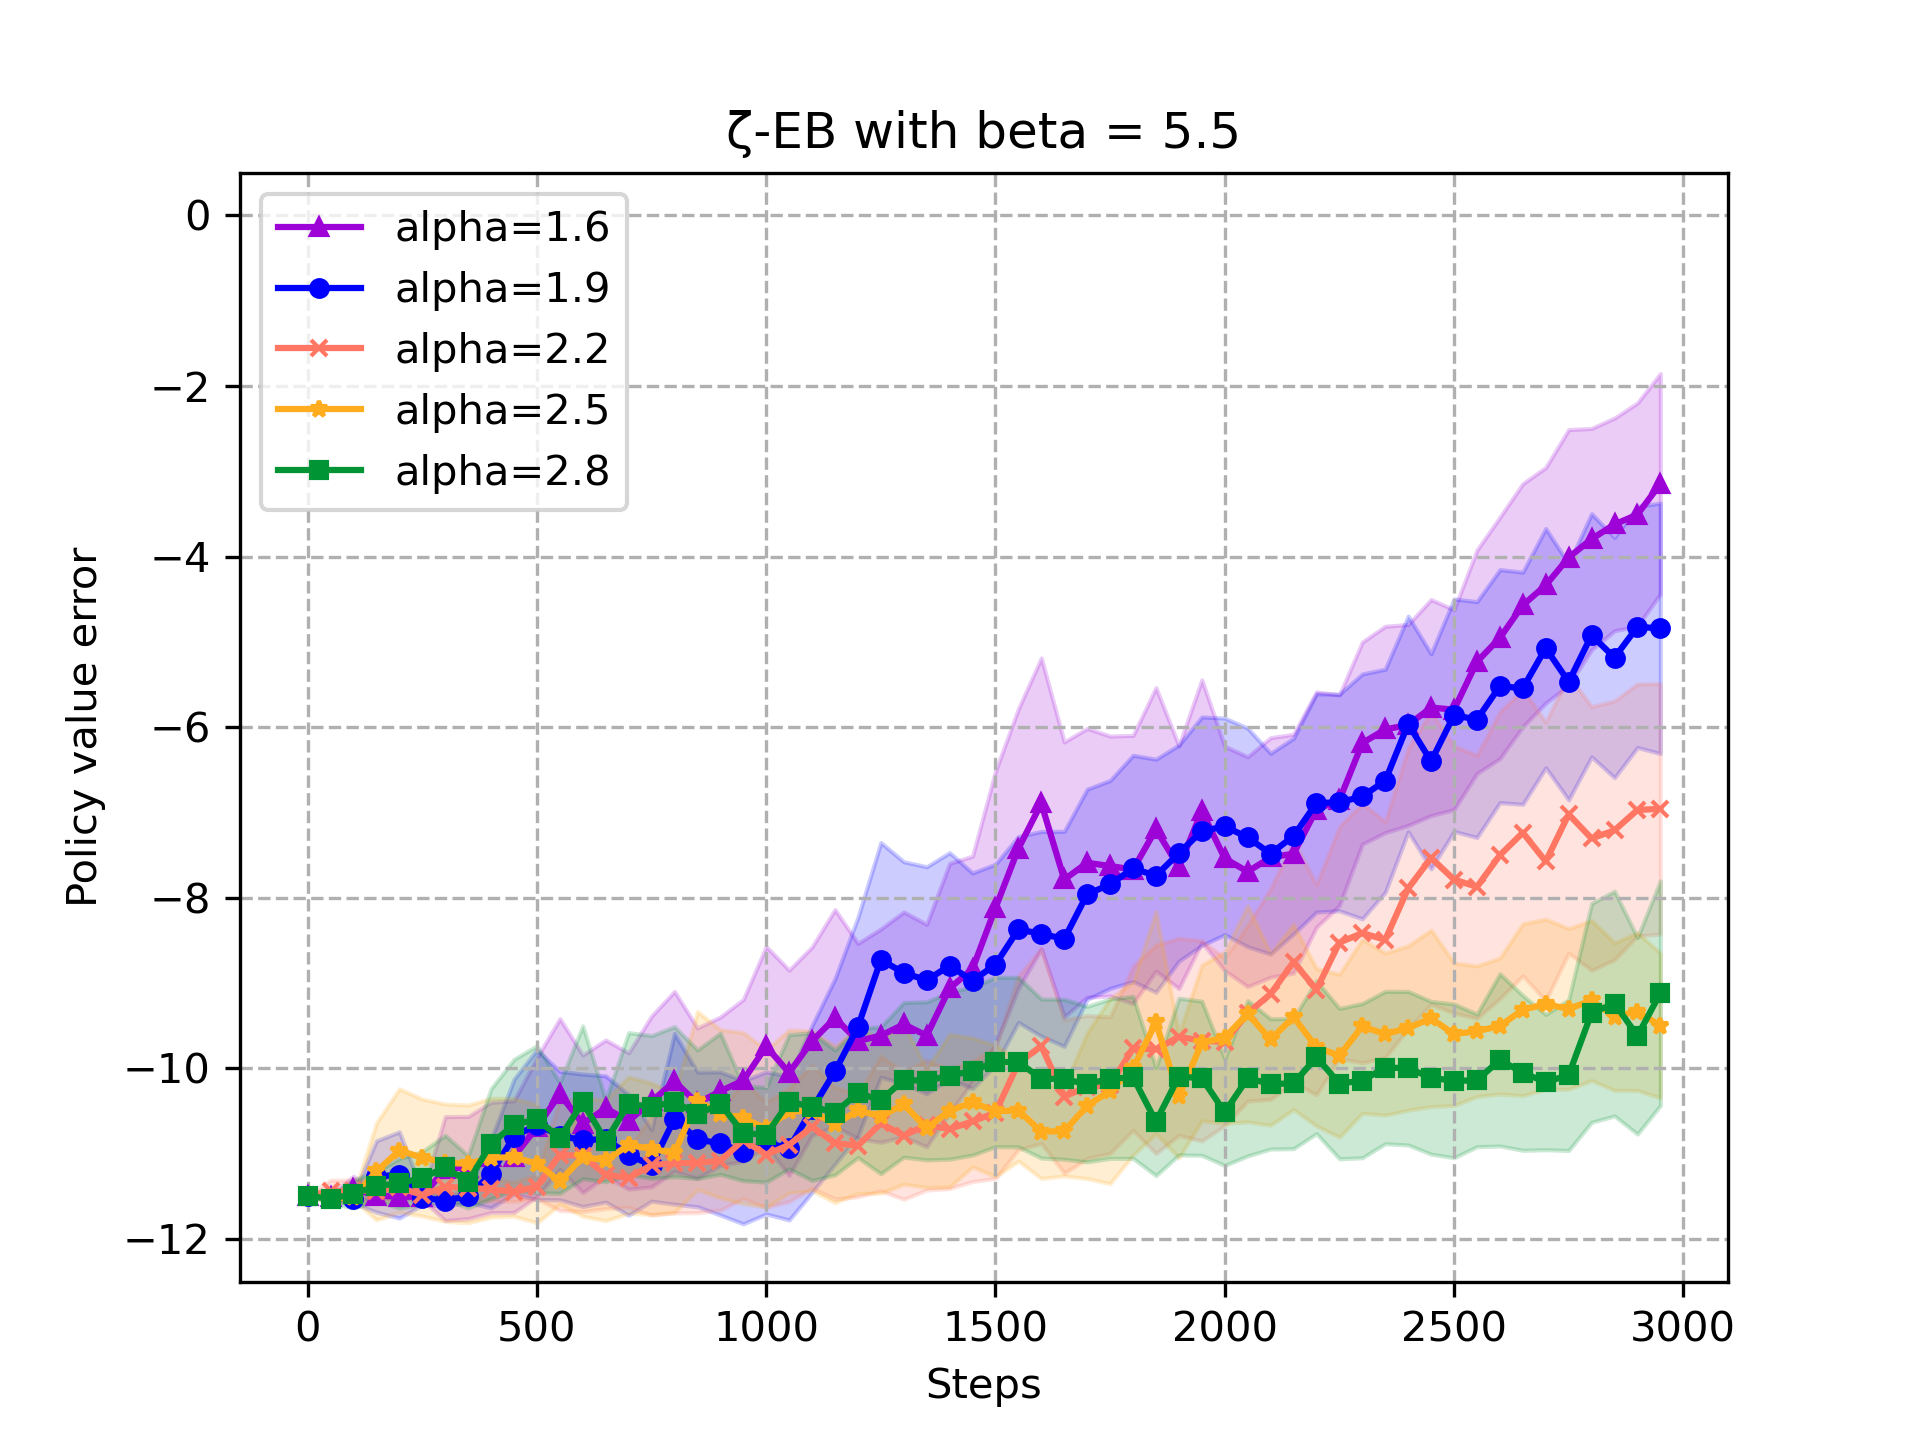 ζ-EB with beta = 5.5
alpha=1.6
alpha=1.9
alpha=2.2
alpha=2.5
alpha=2.8
Policy value error
0
−2
−4
−6
−8
−10
−12
0 500 1000 1500 2000 2500 3000
Steps